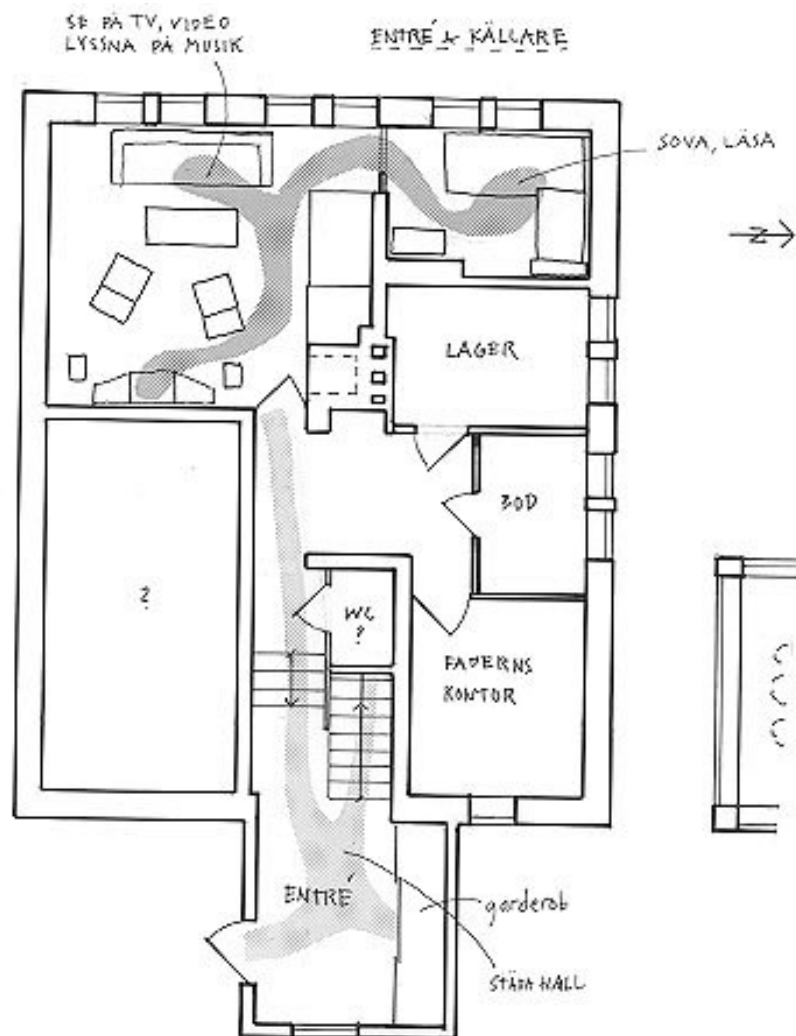 SE PÅ TV, VIDEO
LYSSNA PÅ MUSIK
ENTRÉ & KÄLLARE
SOVA, LÄSA
N
LAGER
BOD
?
WC
?
FADERNS
KONTOR
ENTRÉ
garderob
STÄDA HALL